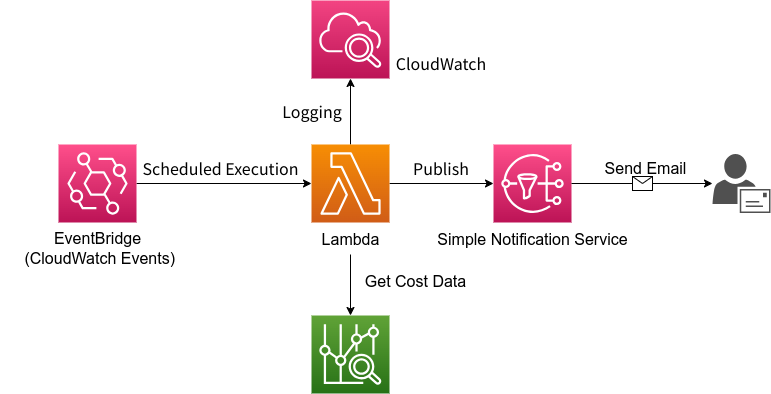 CloudWatch
Logging
Scheduled Execution
Publish
Send Email
EventBridge
(CloudWatch Events)
Lambda
Simple Notification Service
Get Cost Data